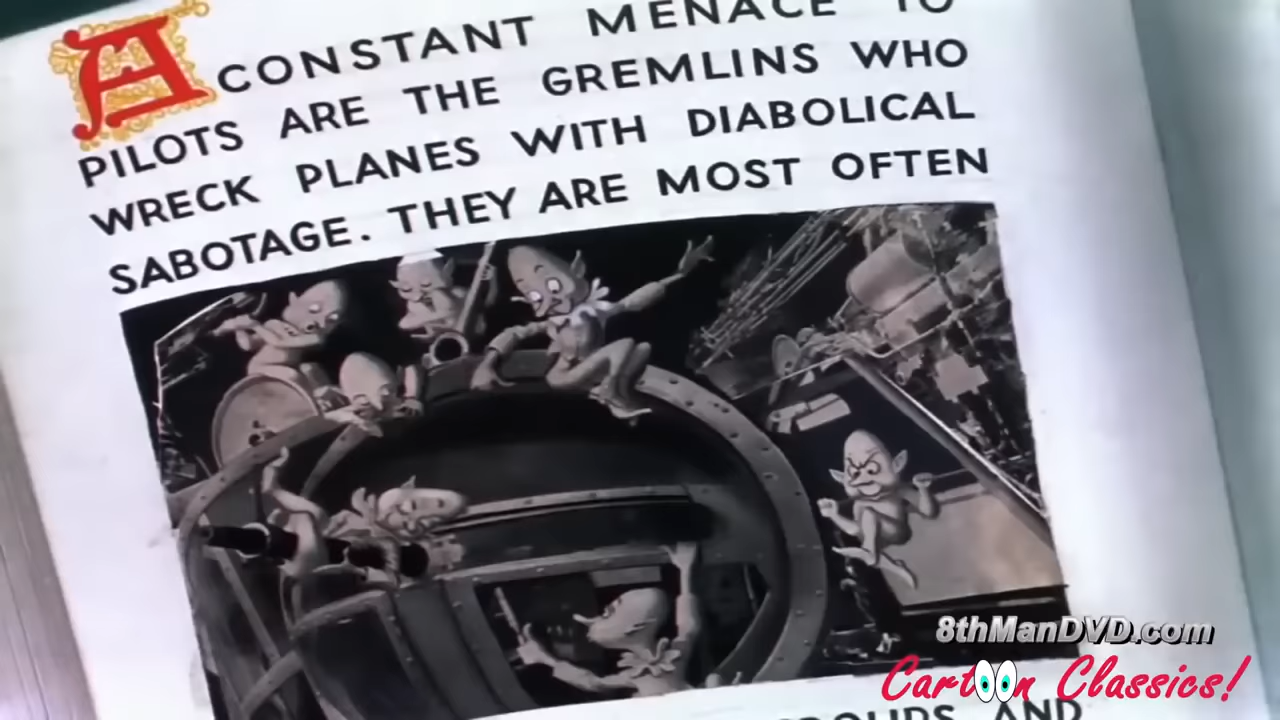 A CONSTANT MENACE TO
PILOTS ARE THE GREMLINS WHO
WRECK PLANES WITH DIABOLICAL
SABOTAGE. THEY ARE MOST OFTEN
AND
8thManDVD.com
Cartoon Classics!